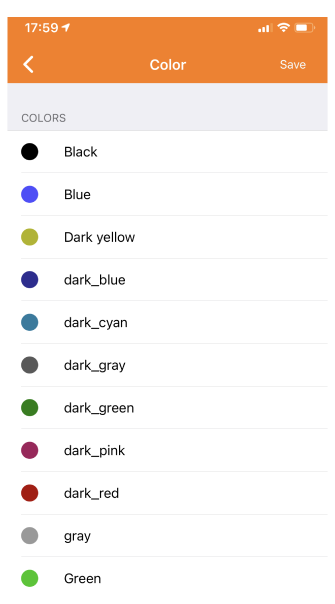 17:59
Color
Save
COLORS
Black
Blue
Dark yellow
dark_blue
dark_cyan
dark_gray
dark_green
dark_pink
dark_red
gray
Green